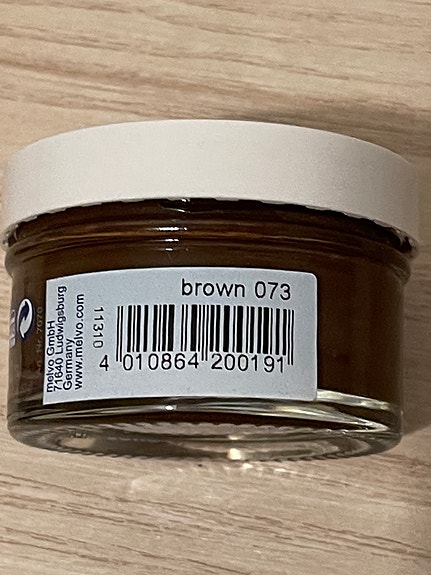 brown 073
11310
4 010864 200191
melvo GmbH
71640 Ludwigsburg
Germany
www.melvo.com